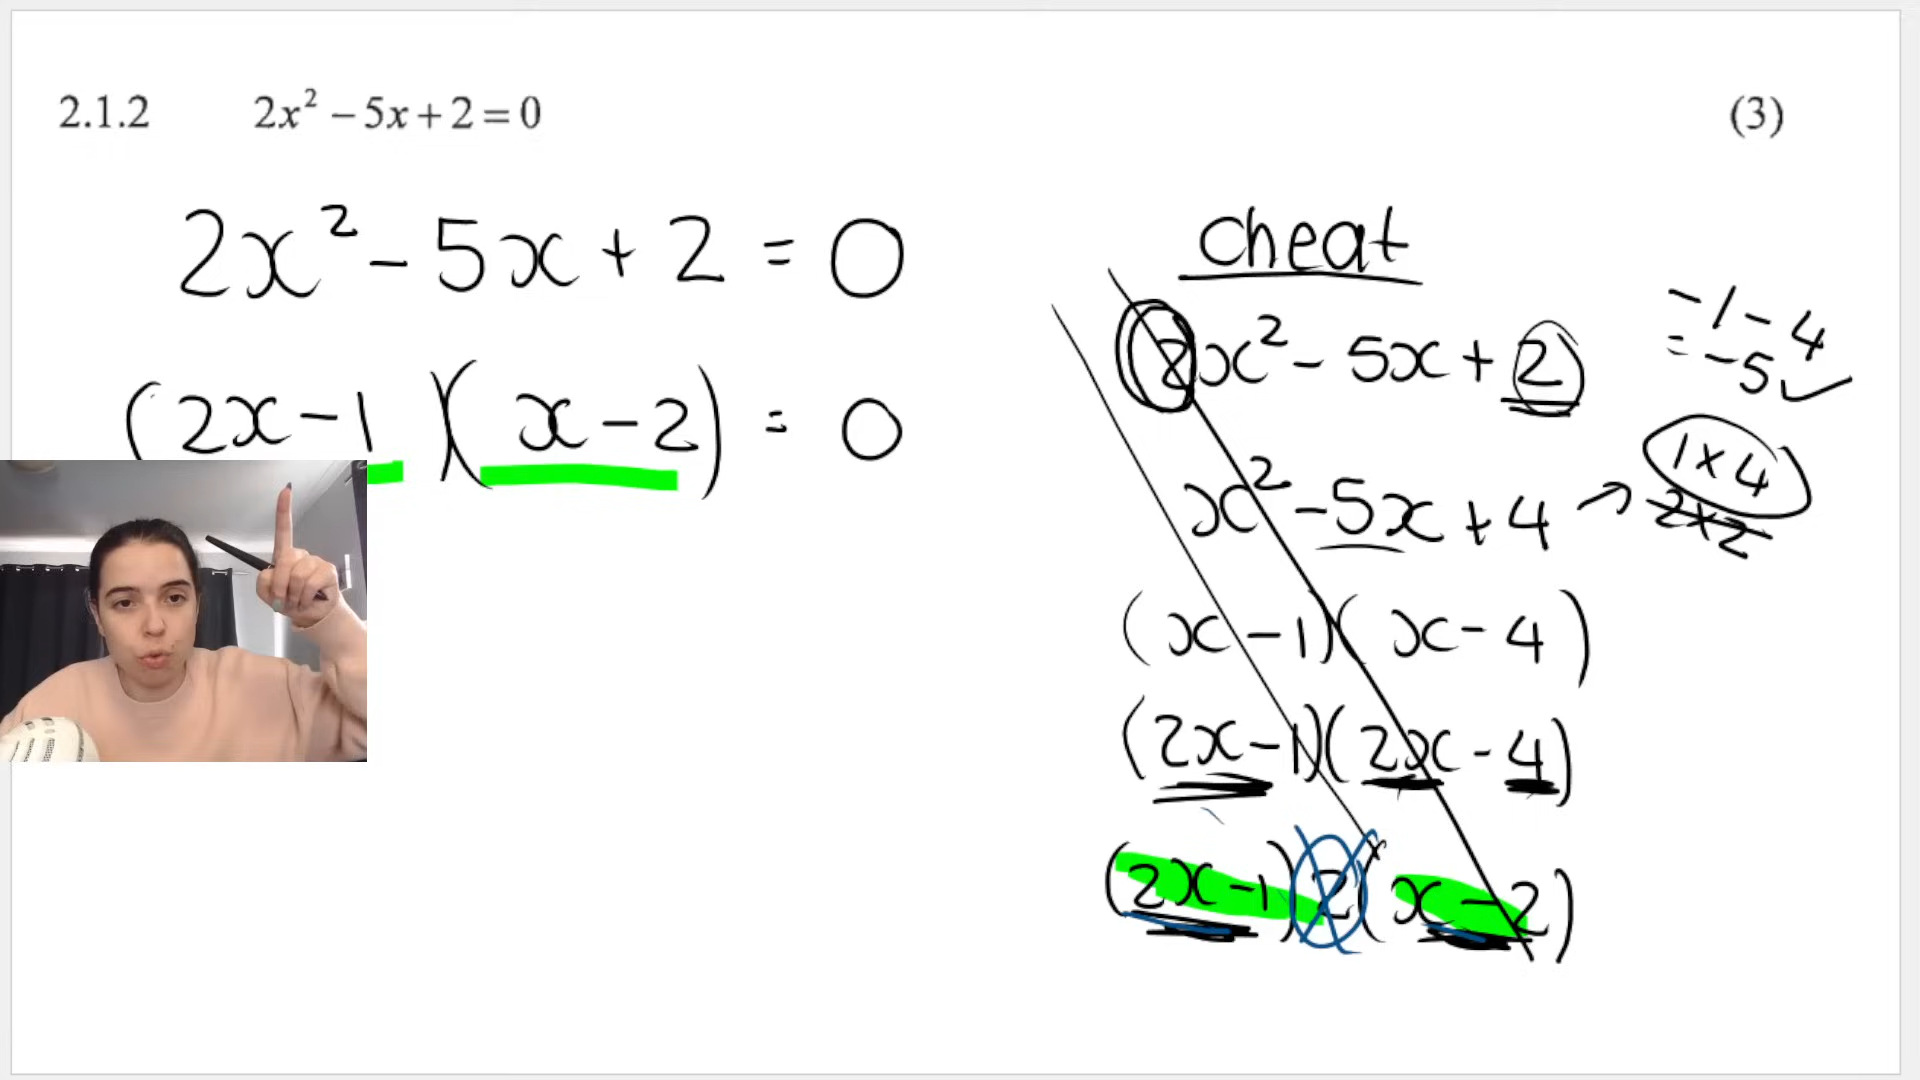 2.1.2 2x² − 5x + 2 = 0 (3)
2x² - 5x + 2 = 0
(2x - 1)(x - 2) = 0
cheat
2x² - 5x + 2
x² - 5x + 4 →
(x - 1)(x - 4)
(2x - 1)(2x - 4)
(2x - 1) 2 (x - 2)
-1 - 4
= -5 ✓
1 x 4
2 x 2